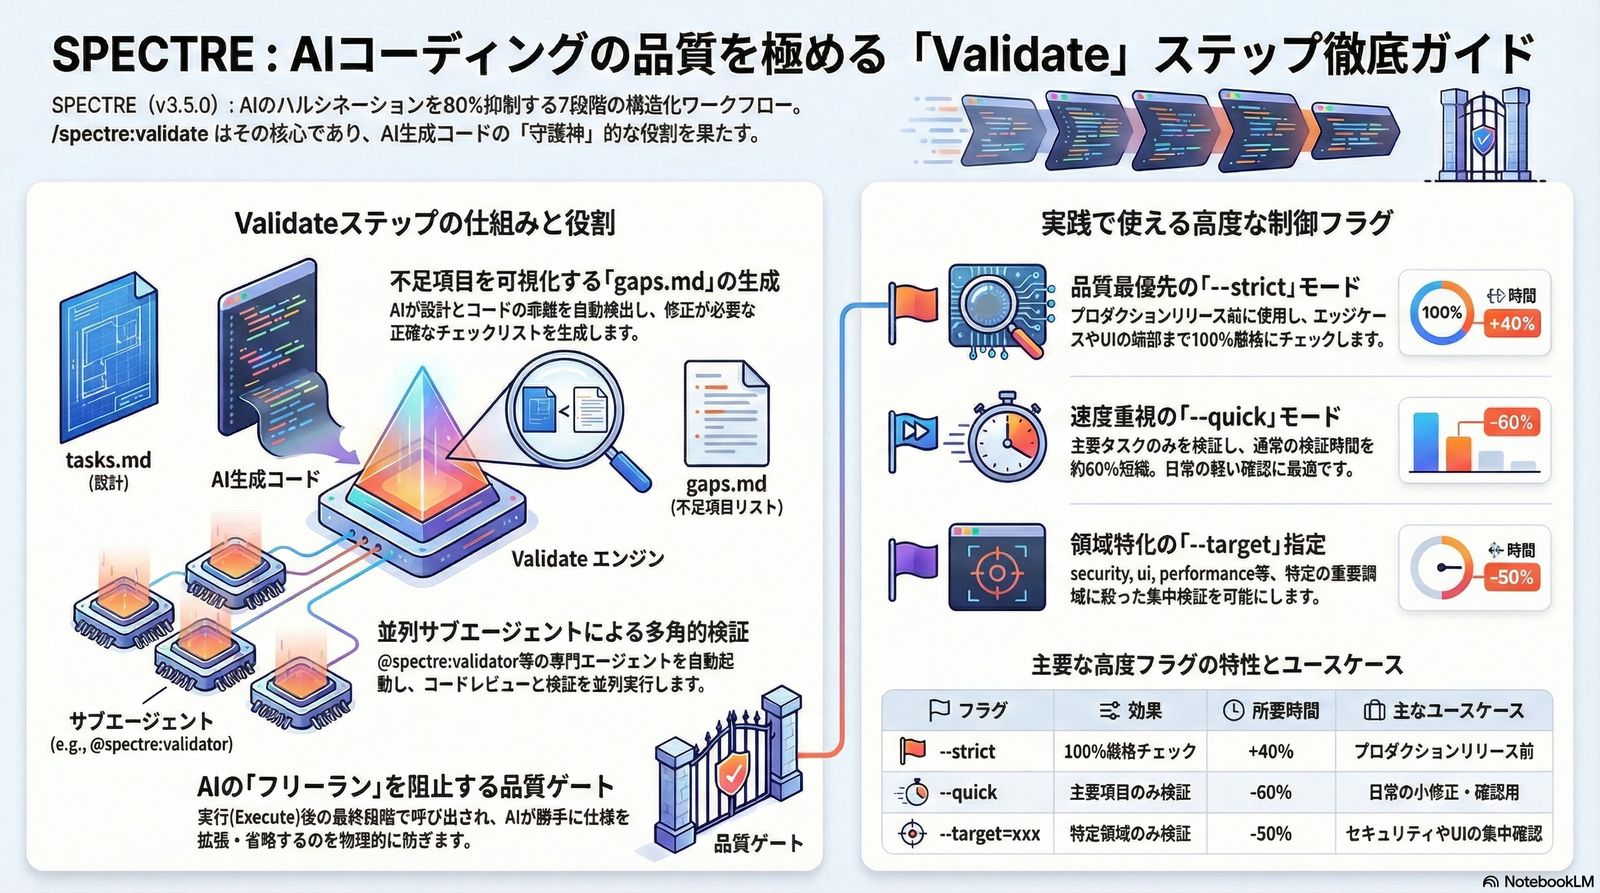 SPECTRE : AIコーディングの品質を極める「Validate」ステップ徹底ガイド
SPECTRE（v3.5.0）: AIのハルシネーションを80%抑制する7段階の構造化ワークフロー。
/spectre:validate はその核心であり、AI生成コードの「守護神」的な役割を果たす。
Validateステップの仕組みと役割
不足項目を可視化する「gaps.md」の生成
AIが設計とコードの乖離を自動検出し、修正が必要な
正確なチェックリストを生成します。
tasks.md
(設計)
AI生成コード
<
gaps.md
(不足項目リスト)
Validate エンジン
並列サブエージェントによる多角的検証
@spectre:validator等の専門エージェントを自動起
動し、コードレビューと検証を並列実行します。
サブエージェント
(e.g., @spectre:validator)
AIの「フリーラン」を阻止する品質ゲート
実行(Execute)後の最終段階で呼び出され、AIが勝手に仕様を
拡張・省略するのを物理的に防ぎます。
品質ゲート
実践で使える高度な制御フラグ
品質最優先の「--strict」モード
プロダクションリリース前に使用し、エッジケー
スやUIの端部まで100%にチェックします。
100%
時間
+40%
速度重視の「--quick」モード
主要タスクのみを検証し、通常の検証時間を
約60%短。日常の軽い確認に最適です。
-60%
領域特化の「--target」指定
security, ui, performance等、特定の重要調
域に殺った集中検証を可能にします。
時間
-50%
主要な高度フラグの特性とユースケース
フラグ 効果 所要時間 主なユースケース
--strict 100%格チェック +40% プロダクションリリース前
--quick 主要項目のみ検証 -60% 日常の小修正・確認用
--target=xxx 特定領域のみ検証 -50% セキュリティやUIの集中確認
NotebookLM